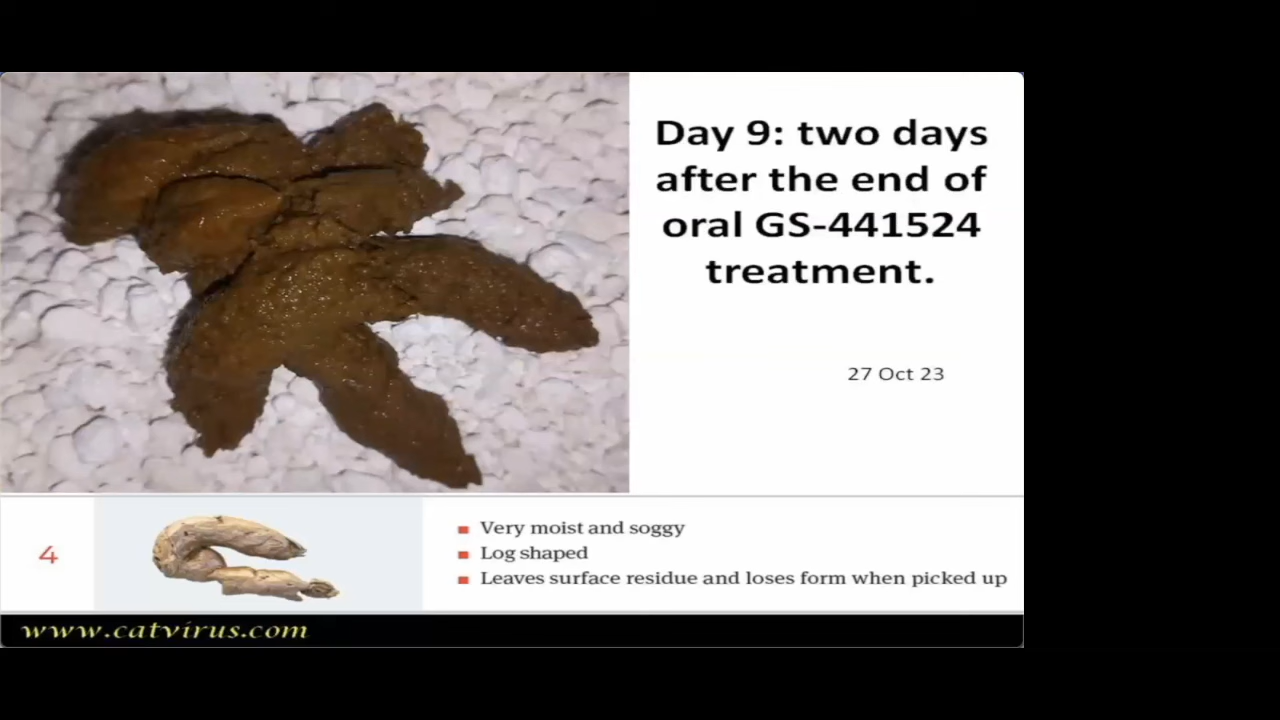 Day 9: two days
after the end of
oral GS-441524
treatment.
27 Oct 23
4
Very moist and soggy
Log shaped
Leaves surface residue and loses form when picked up
www.catvirus.com